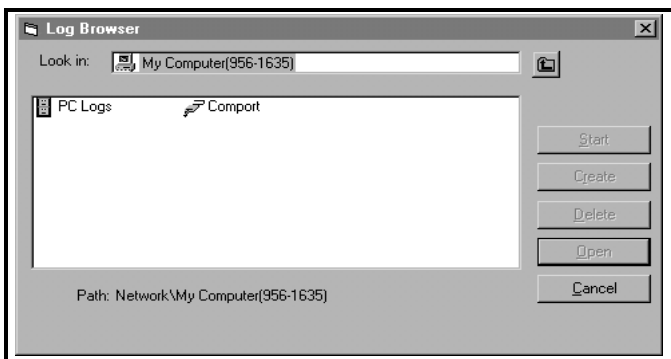 Log Browser
Look in: My Computer(956-1635)
PC Logs Comport
Start
Create
Delete
Open
Cancel
Path: Network\My Computer(956-1635)